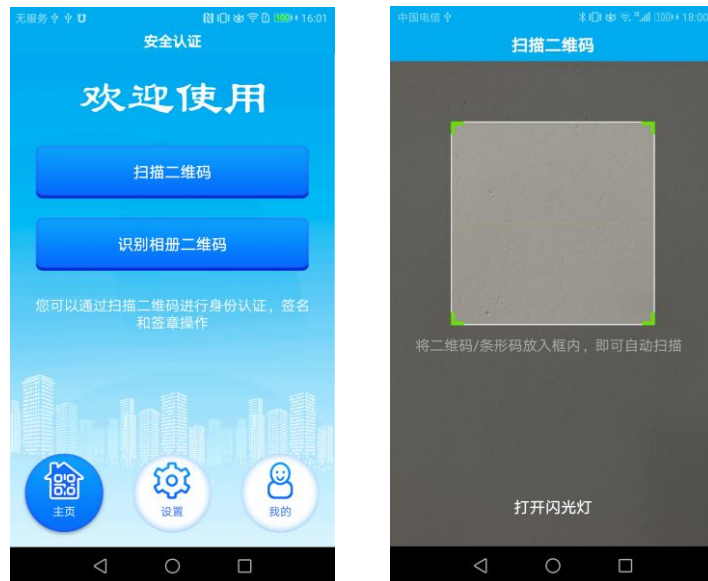 无服务
100 16:01
安全认证
欢迎使用
扫描二维码
识别相册二维码
您可以通过扫描二维码进行身份认证，签名
和签章操作
主页
设置
我的
中国电信
100 18:00
扫描二维码
将二维码/条形码放入框内，即可自动扫描
打开闪光灯